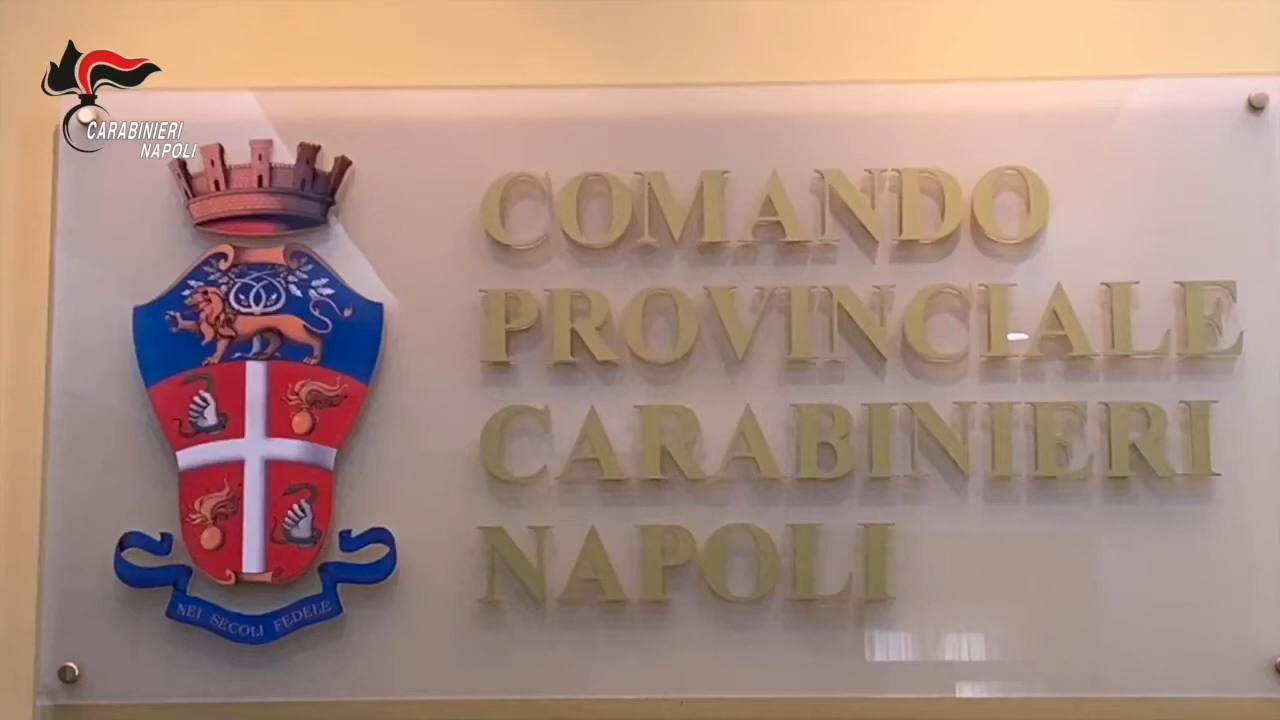 CARABINIERI
NAPOLI
COMANDO
PROVINCIALE
CARABINIERI
NAPOLI
NEI SECOLI FEDELE